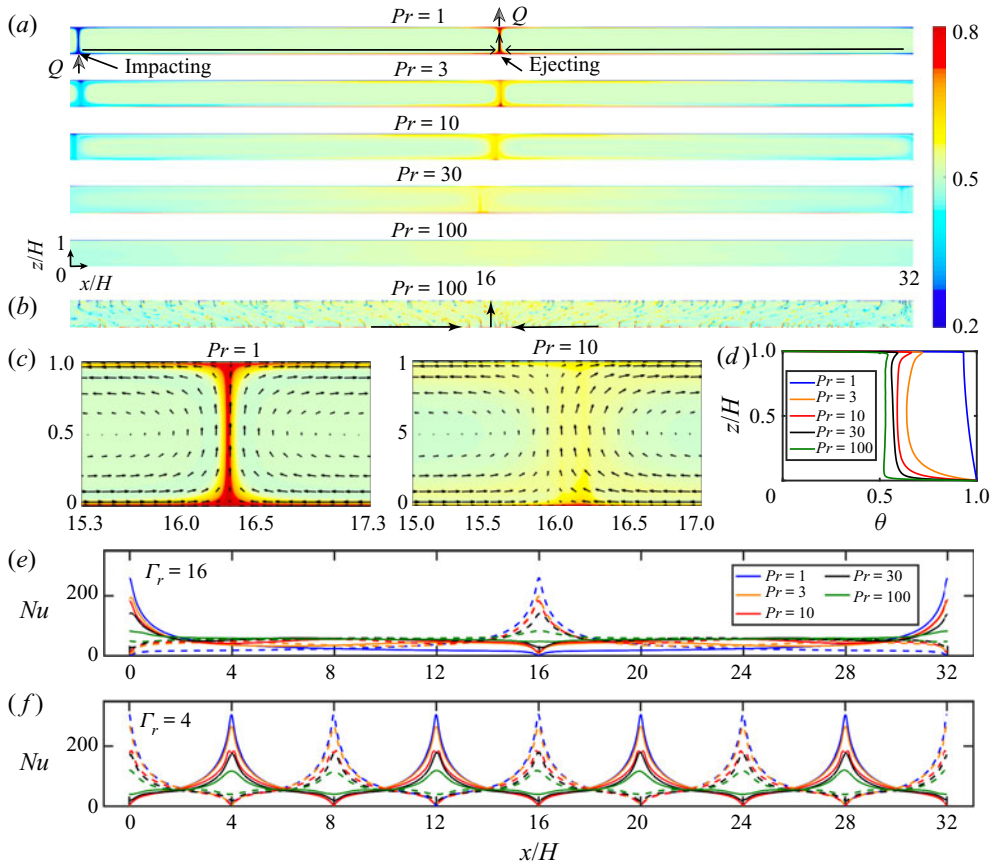 (a) Pr = 1 Q 0.8
Q Impacting Ejecting
Pr = 3
Pr = 10
0.5
Pr = 30
Pr = 100
z/H 1
0 x/H 16 32
(b) Pr = 100 0.2
(c) Pr = 1 Pr = 10 (d)
1.0 1 1.0
0.5 5 z/H 0.5
0 0
Pr = 1
Pr = 3
Pr = 10
Pr = 30
Pr = 100
15.3 16.0 16.5 17.3 15.0 15.5 16.0 16.5 17.0
0 0.5 1.0
θ
(e) Γr = 16
Pr = 1 Pr = 30
Pr = 3 Pr = 100
Pr = 10
200
Nu
0
0 4 8 12 16 20 24 28 32
(f) Γr = 4
200
Nu
0
0 4 8 12 16 20 24 28 32
x/H